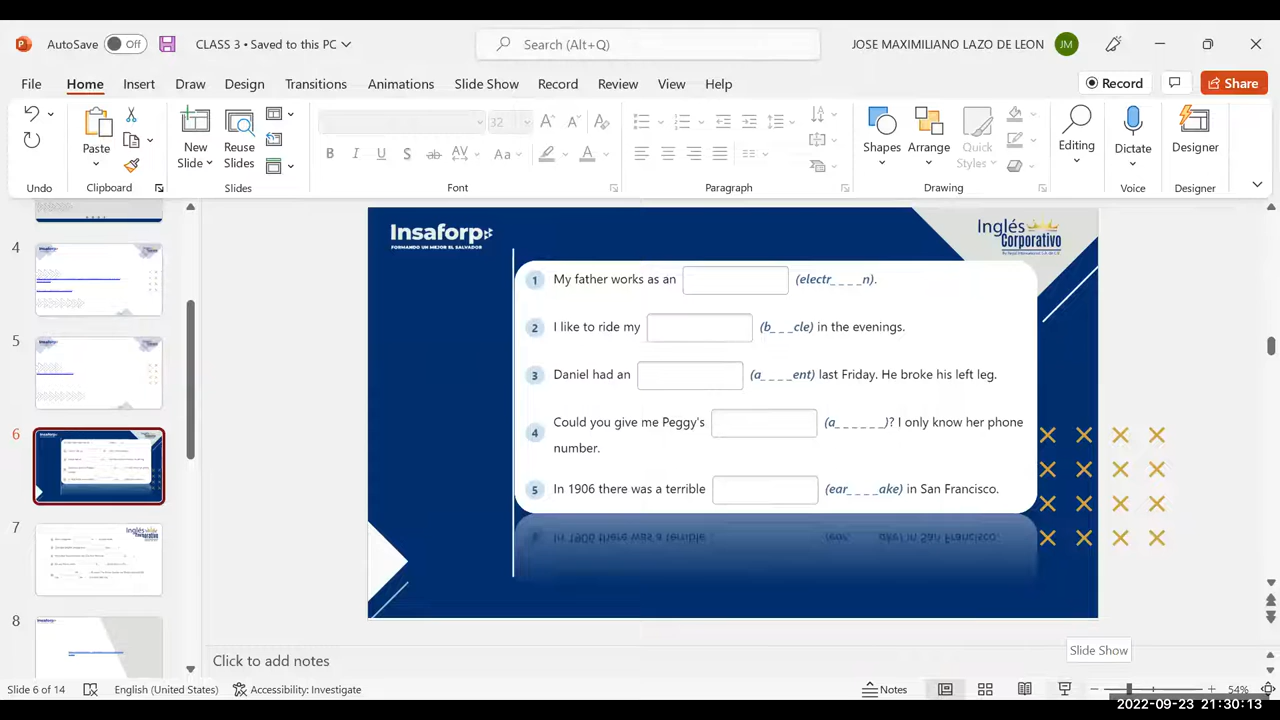 AutoSave Off CLASS 3 • Saved to this PC Search (Alt+Q) JOSE MAXIMILIANO LAZO DE LEON JM
File Home Insert Draw Design Transitions Animations Slide Show Record Review View Help Record Share
32
Paste New Slide Reuse Slides Shapes Arrange Quick Styles Editing Dictate Designer
Undo Clipboard Slides Font Paragraph Drawing Voice Designer
4
5
6
7
8
Insaforp
FORMANDO UN MEJOR EL SALVADOR
Inglés
Corporativo
1 My father works as an (electr_ _ _ _n).
2 I like to ride my (b_ _ _cle) in the evenings.
3 Daniel had an (a_ _ _ _ent) last Friday. He broke his left leg.
4 Could you give me Peggy's (a_ _ _ _ _ _)? I only know her phone
number.
5 In 1906 there was a terrible (ear_ _ _ _ake) in San Francisco.
Slide Show
Click to add notes
Slide 6 of 14 English (United States) Accessibility: Investigate Notes 54%
2022-09-23 21:30:13